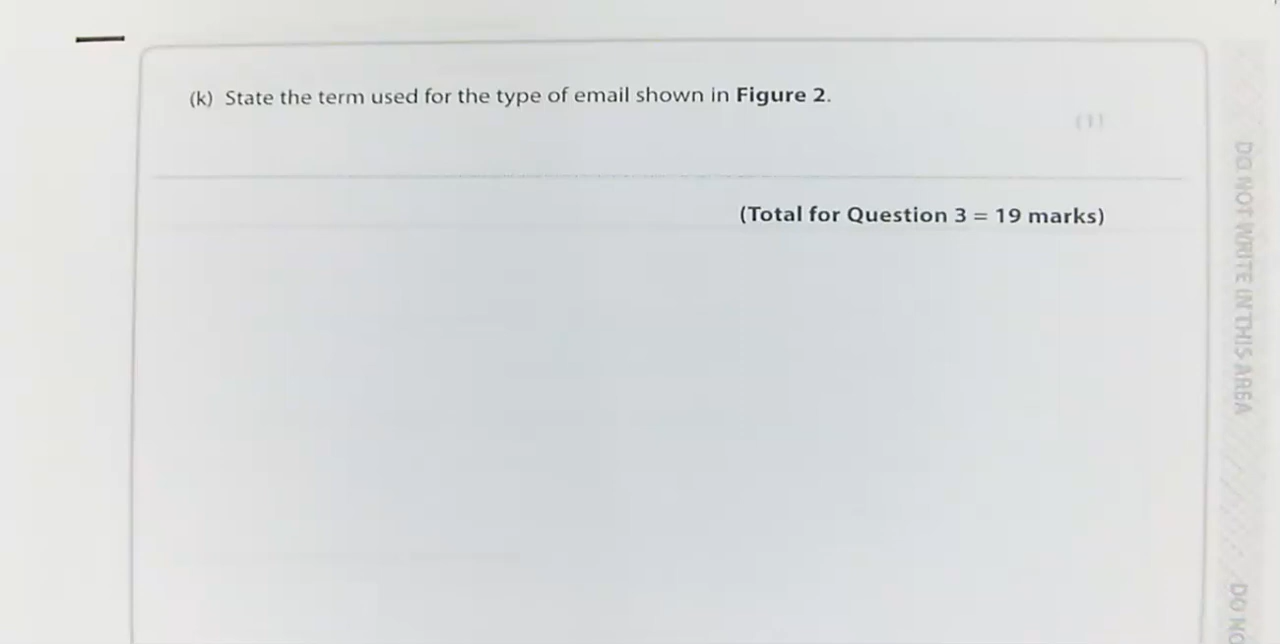 (k) State the term used for the type of email shown in Figure 2.
(1)
(Total for Question 3 = 19 marks)
DO NOT WRITE IN THIS AREA
DO NO